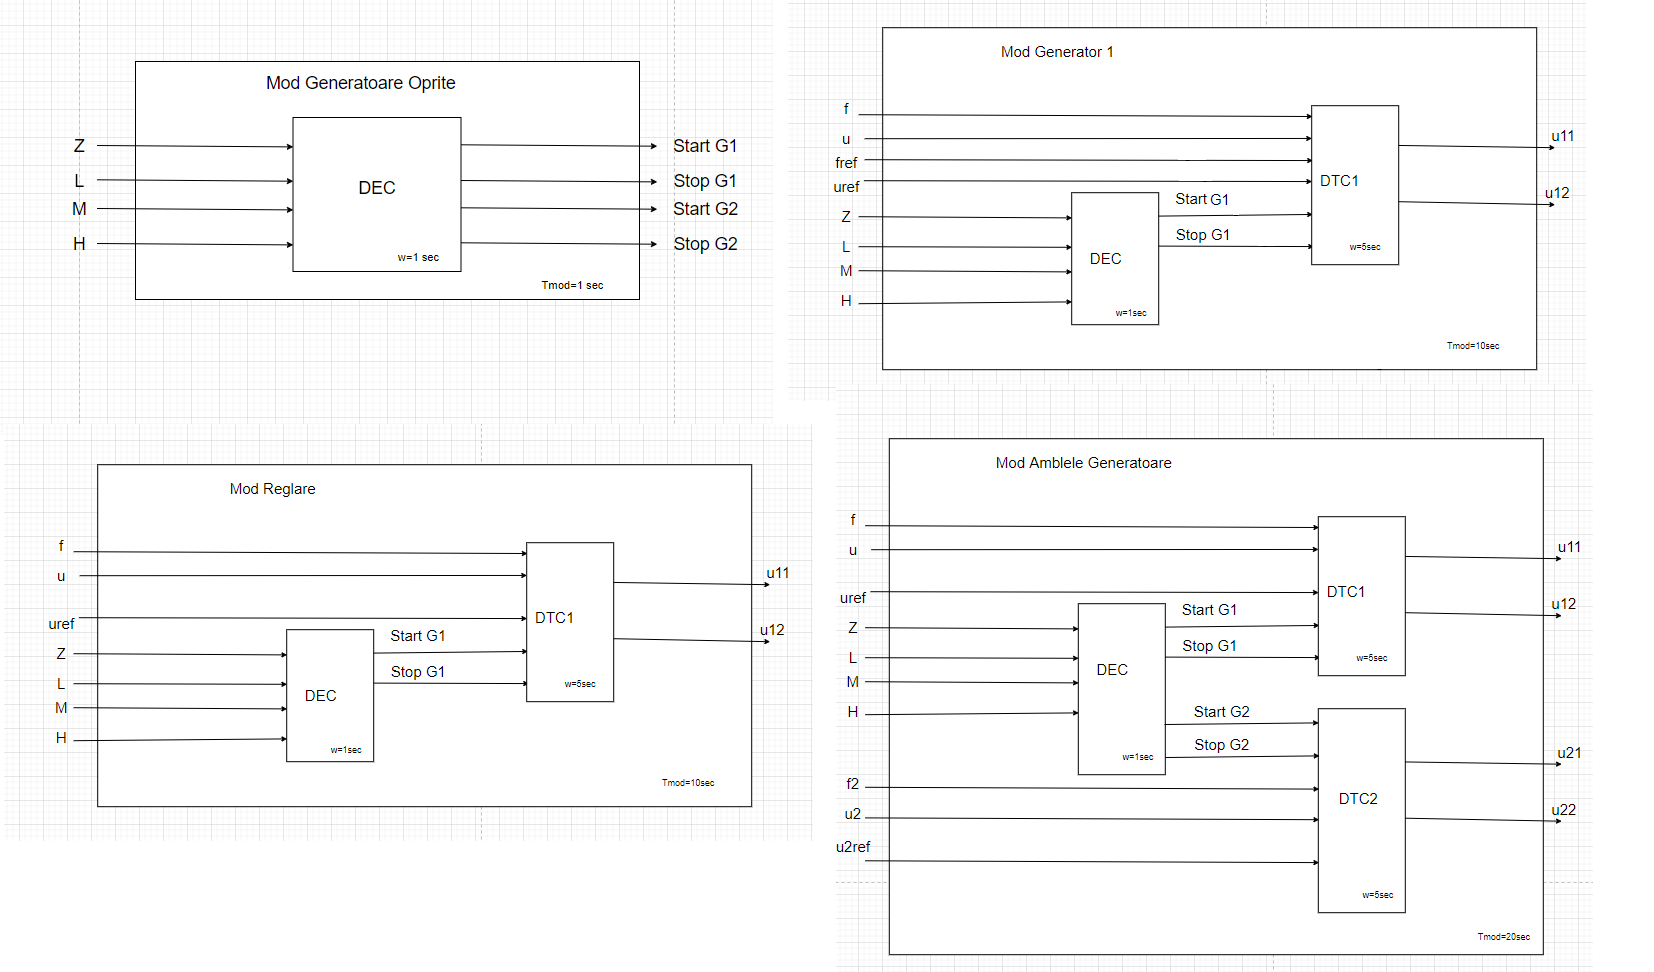 Mod Generatoare Oprite
Z
L
M
H
DEC
w=1 sec
Start G1
Stop G1
Start G2
Stop G2
Tmod=1 sec
Mod Generator 1
f
u
fref
uref
Z
L
M
H
DEC
w=1sec
Start G1
Stop G1
DTC1
w=5sec
u11
u12
Tmod=10sec
Mod Reglare
f
u
uref
Z
L
M
H
DEC
w=1sec
Start G1
Stop G1
DTC1
w=5sec
u11
u12
Tmod=10sec
Mod Amblele Generatoare
f
u
uref
Z
L
M
H
f2
u2
u2ref
DEC
w=1sec
Start G1
Stop G1
Start G2
Stop G2
DTC1
w=5sec
DTC2
w=5sec
u11
u12
u21
u22
Tmod=20sec